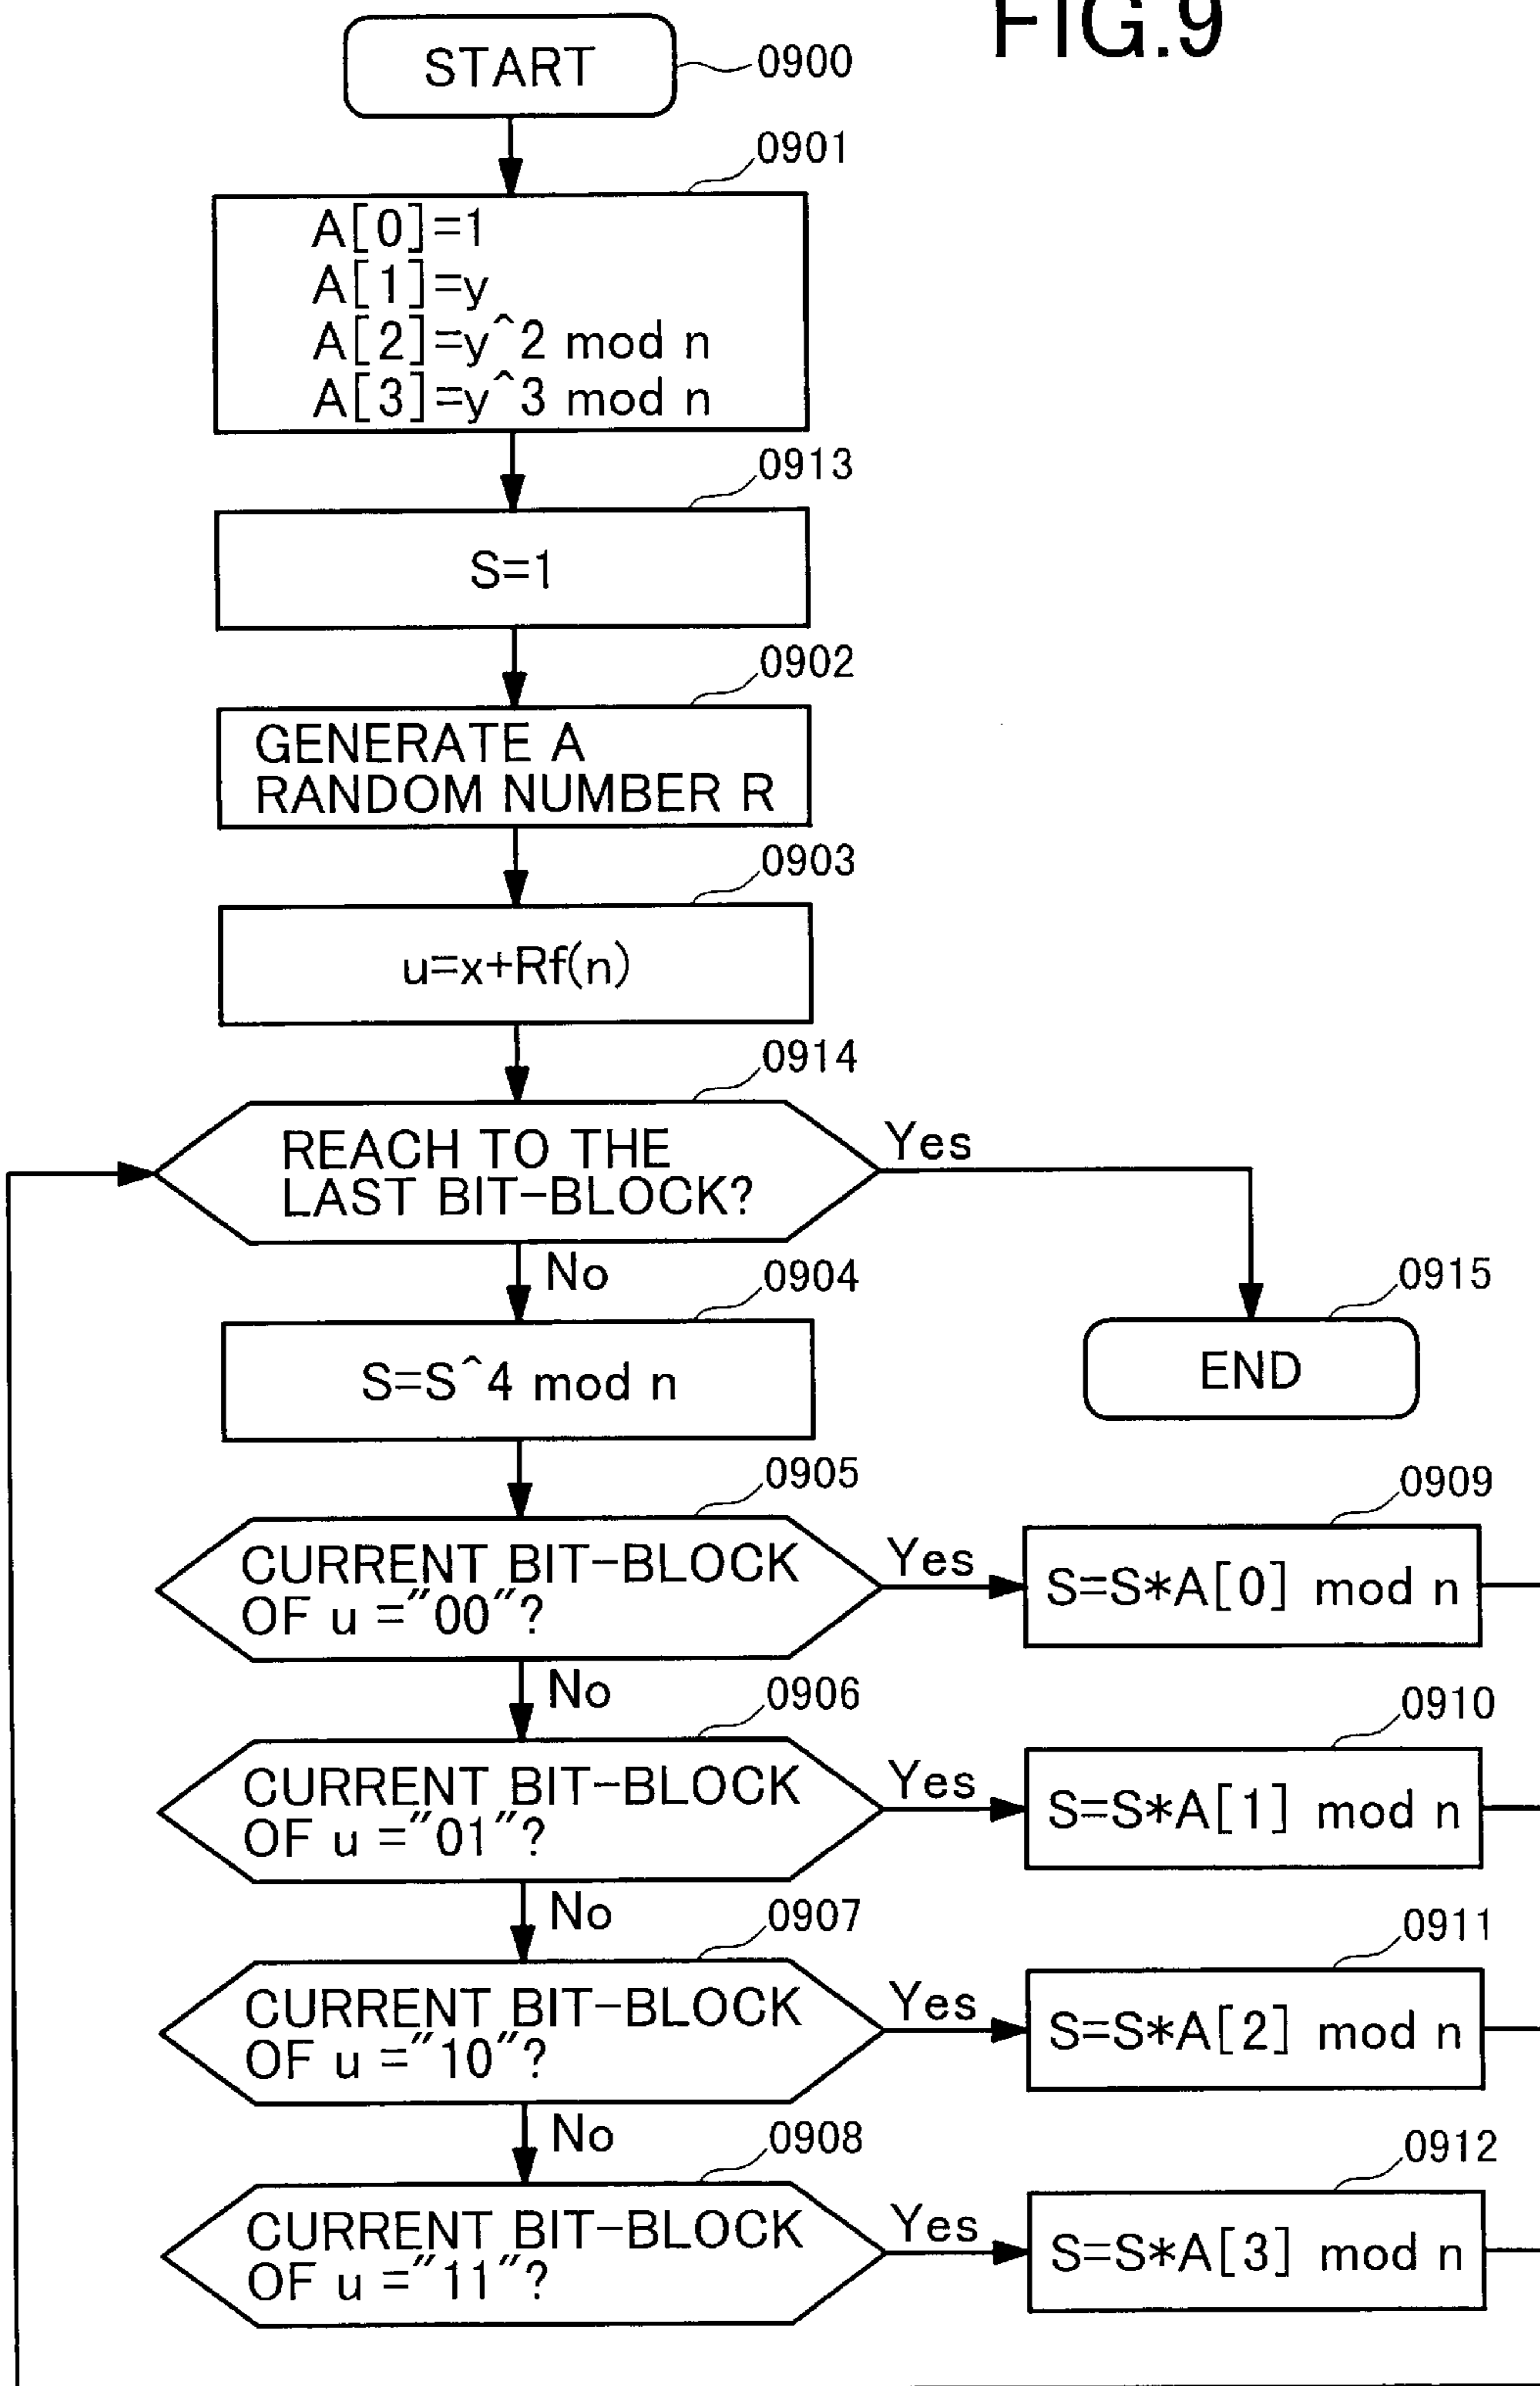 FIG.9
START
0900
0901
A[0]=1
A[1]=y
A[2]=y^2 mod n
A[3]=y^3 mod n
0913
S=1
0902
GENERATE A
RANDOM NUMBER R
0903
u=x+Rf(n)
0914
REACH TO THE
LAST BIT-BLOCK?
Yes
No
0904
0915
S=S^4 mod n
END
0905
0909
CURRENT BIT-BLOCK
OF u ="00"?
Yes
S=S*A[0] mod n
No
0906
0910
CURRENT BIT-BLOCK
OF u ="01"?
Yes
S=S*A[1] mod n
No
0907
0911
CURRENT BIT-BLOCK
OF u ="10"?
Yes
S=S*A[2] mod n
No
0908
0912
CURRENT BIT-BLOCK
OF u ="11"?
Yes
S=S*A[3] mod n